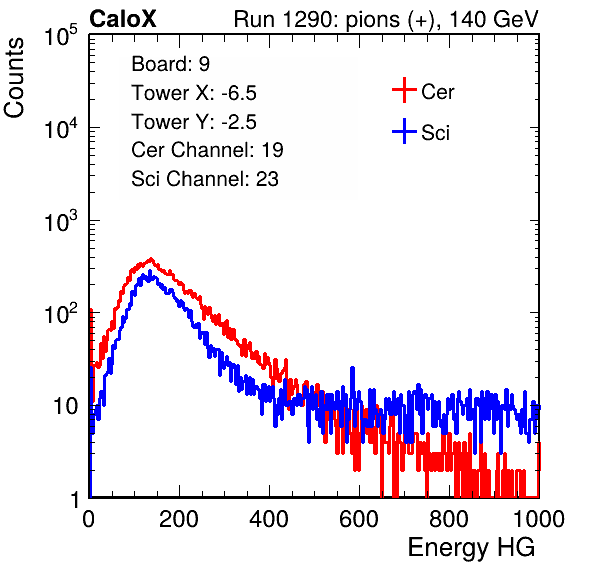 CaloX Run 1290: pions (+), 140 GeV
Counts
10^5
10^4
10^3
10^2
10
1
Board: 9
Tower X: -6.5
Tower Y: -2.5
Cer Channel: 19
Sci Channel: 23
Cer
Sci
0 200 400 600 800 1000
Energy HG